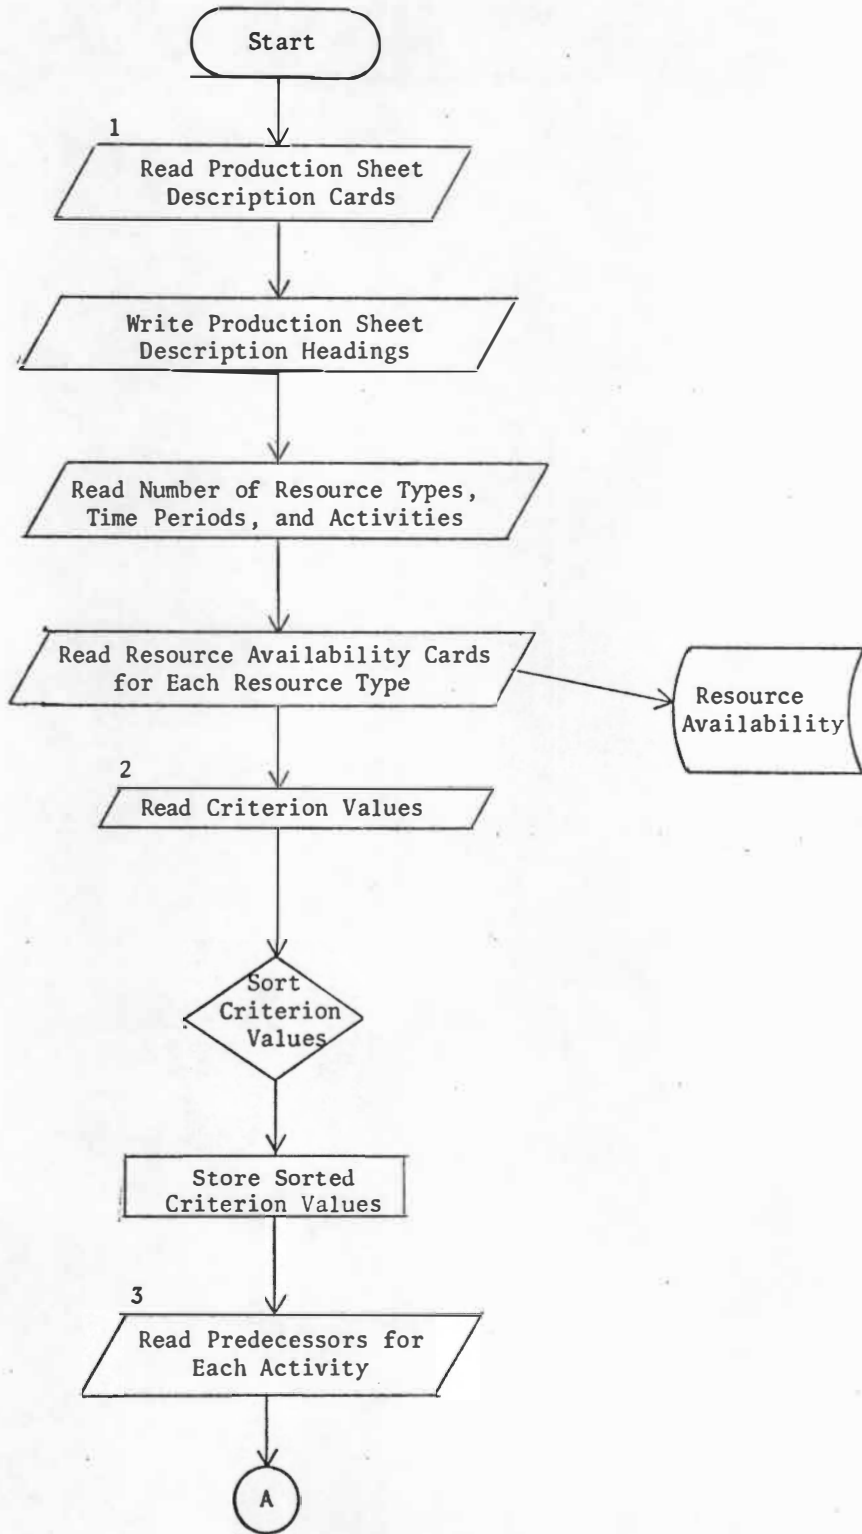 Start
1
Read Production Sheet
Description Cards
Write Production Sheet
Description Headings
Read Number of Resource Types,
Time Periods, and Activities
Read Resource Availability Cards
for Each Resource Type
Resource
Availability
2
Read Criterion Values
Sort
Criterion
Values
Store Sorted
Criterion Values
3
Read Predecessors for
Each Activity
A